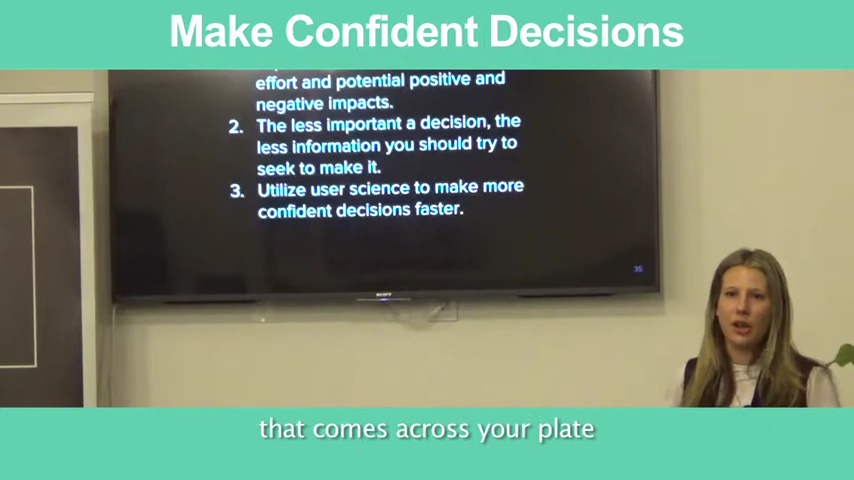 Make Confident Decisions
effort and potential positive and
negative impacts.
2. The less important a decision, the
less information you should try to
seek to make it.
3. Utilize user science to make more
confident decisions faster.
35
SONY
that comes across your plate